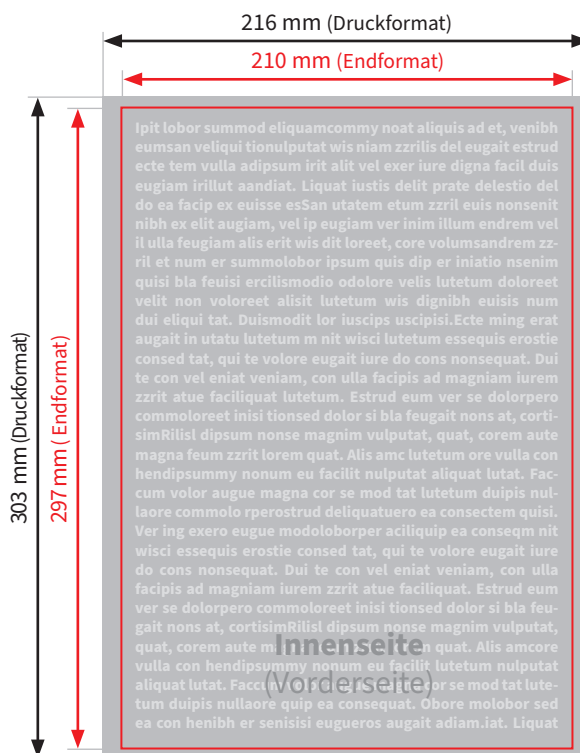 216 mm (Druckformat)
210 mm (Endformat)
303 mm (Druckformat)
297 mm ( Endformat)
Ipit lobor summod eliquamcommy noat aliquis ad et, venibh
eumsan veliqui tionulputat wis niam zzrilis del eugait estrud
ecte tem vulla adipsum irit alit vel exer iure digna facil duis
eugiam irillut aandiat. Liquat iustis delit prate delestio del
do ea facip ex euisse esSan utatem etum zzril euis nonsenit
nibh ex elit augiam, vel ip eugiam ver inim illum endrem vel
il ulla feugiam alis erit wis dit loreet, core volumsandrem zz-
ril et num er summolobor ipsum quis dip er iniatio nsenim
quisi bla feuisi ercilismodio odolore velis lutetum doloreet
velit non voloreet alisit lutetum wis dignibh euisis num
dui eliqui tat. Duismodit lor iuscips uscipisi.Ecte ming erat
augait in utatu lutetum m nit wisci lutetum essequis erostie
consed tat, qui te volore eugait iure do cons nonsequat. Dui
te con vel eniat veniam, con ulla facipis ad magniam iurem
zzrit atue faciliquat lutetum. Estrud eum ver se dolorpero
commoloreet inisi tionsed dolor si bla feugait nons at, corti-
simRilisl dipsum nonse magnim vulputat, quat, corem aute
magna feum zzrit lorem quat. Alis amc lutetum ore vulla con
hendipsummy nonum eu facilit nulputat aliquat lutat. Fac-
cum volor augue magna cor se mod tat lutetum duipis nul-
laore commolo rperostrud deliquatuero ea consectem quisi.
Ver ing exero eugue modoloborper aciliquip ea conseqm nit
wisci essequis erostie consed tat, qui te volore eugait iure
do cons nonsequat. Dui te con vel eniat veniam, con ulla
facipis ad magniam iurem zzrit atue faciliquat. Estrud eum
ver se dolorpero commoloreet inisi tionsed dolor si bla feu-
gait nons at, cortisimRilisl dipsum nonse magnim vulputat,
quat, corem aute quat. Alis amcore
vulla con hendipsummy nonum eu facilit lutetum nulputat
aliquat lutat. Faccum or se mod tat lute-
tum duipis nullaore quip ea consequat. Obore molobor sed
ea con henibh er senisisi eugueros augait adiam.iat. Liquat
Innenseite
(Vorderseite)